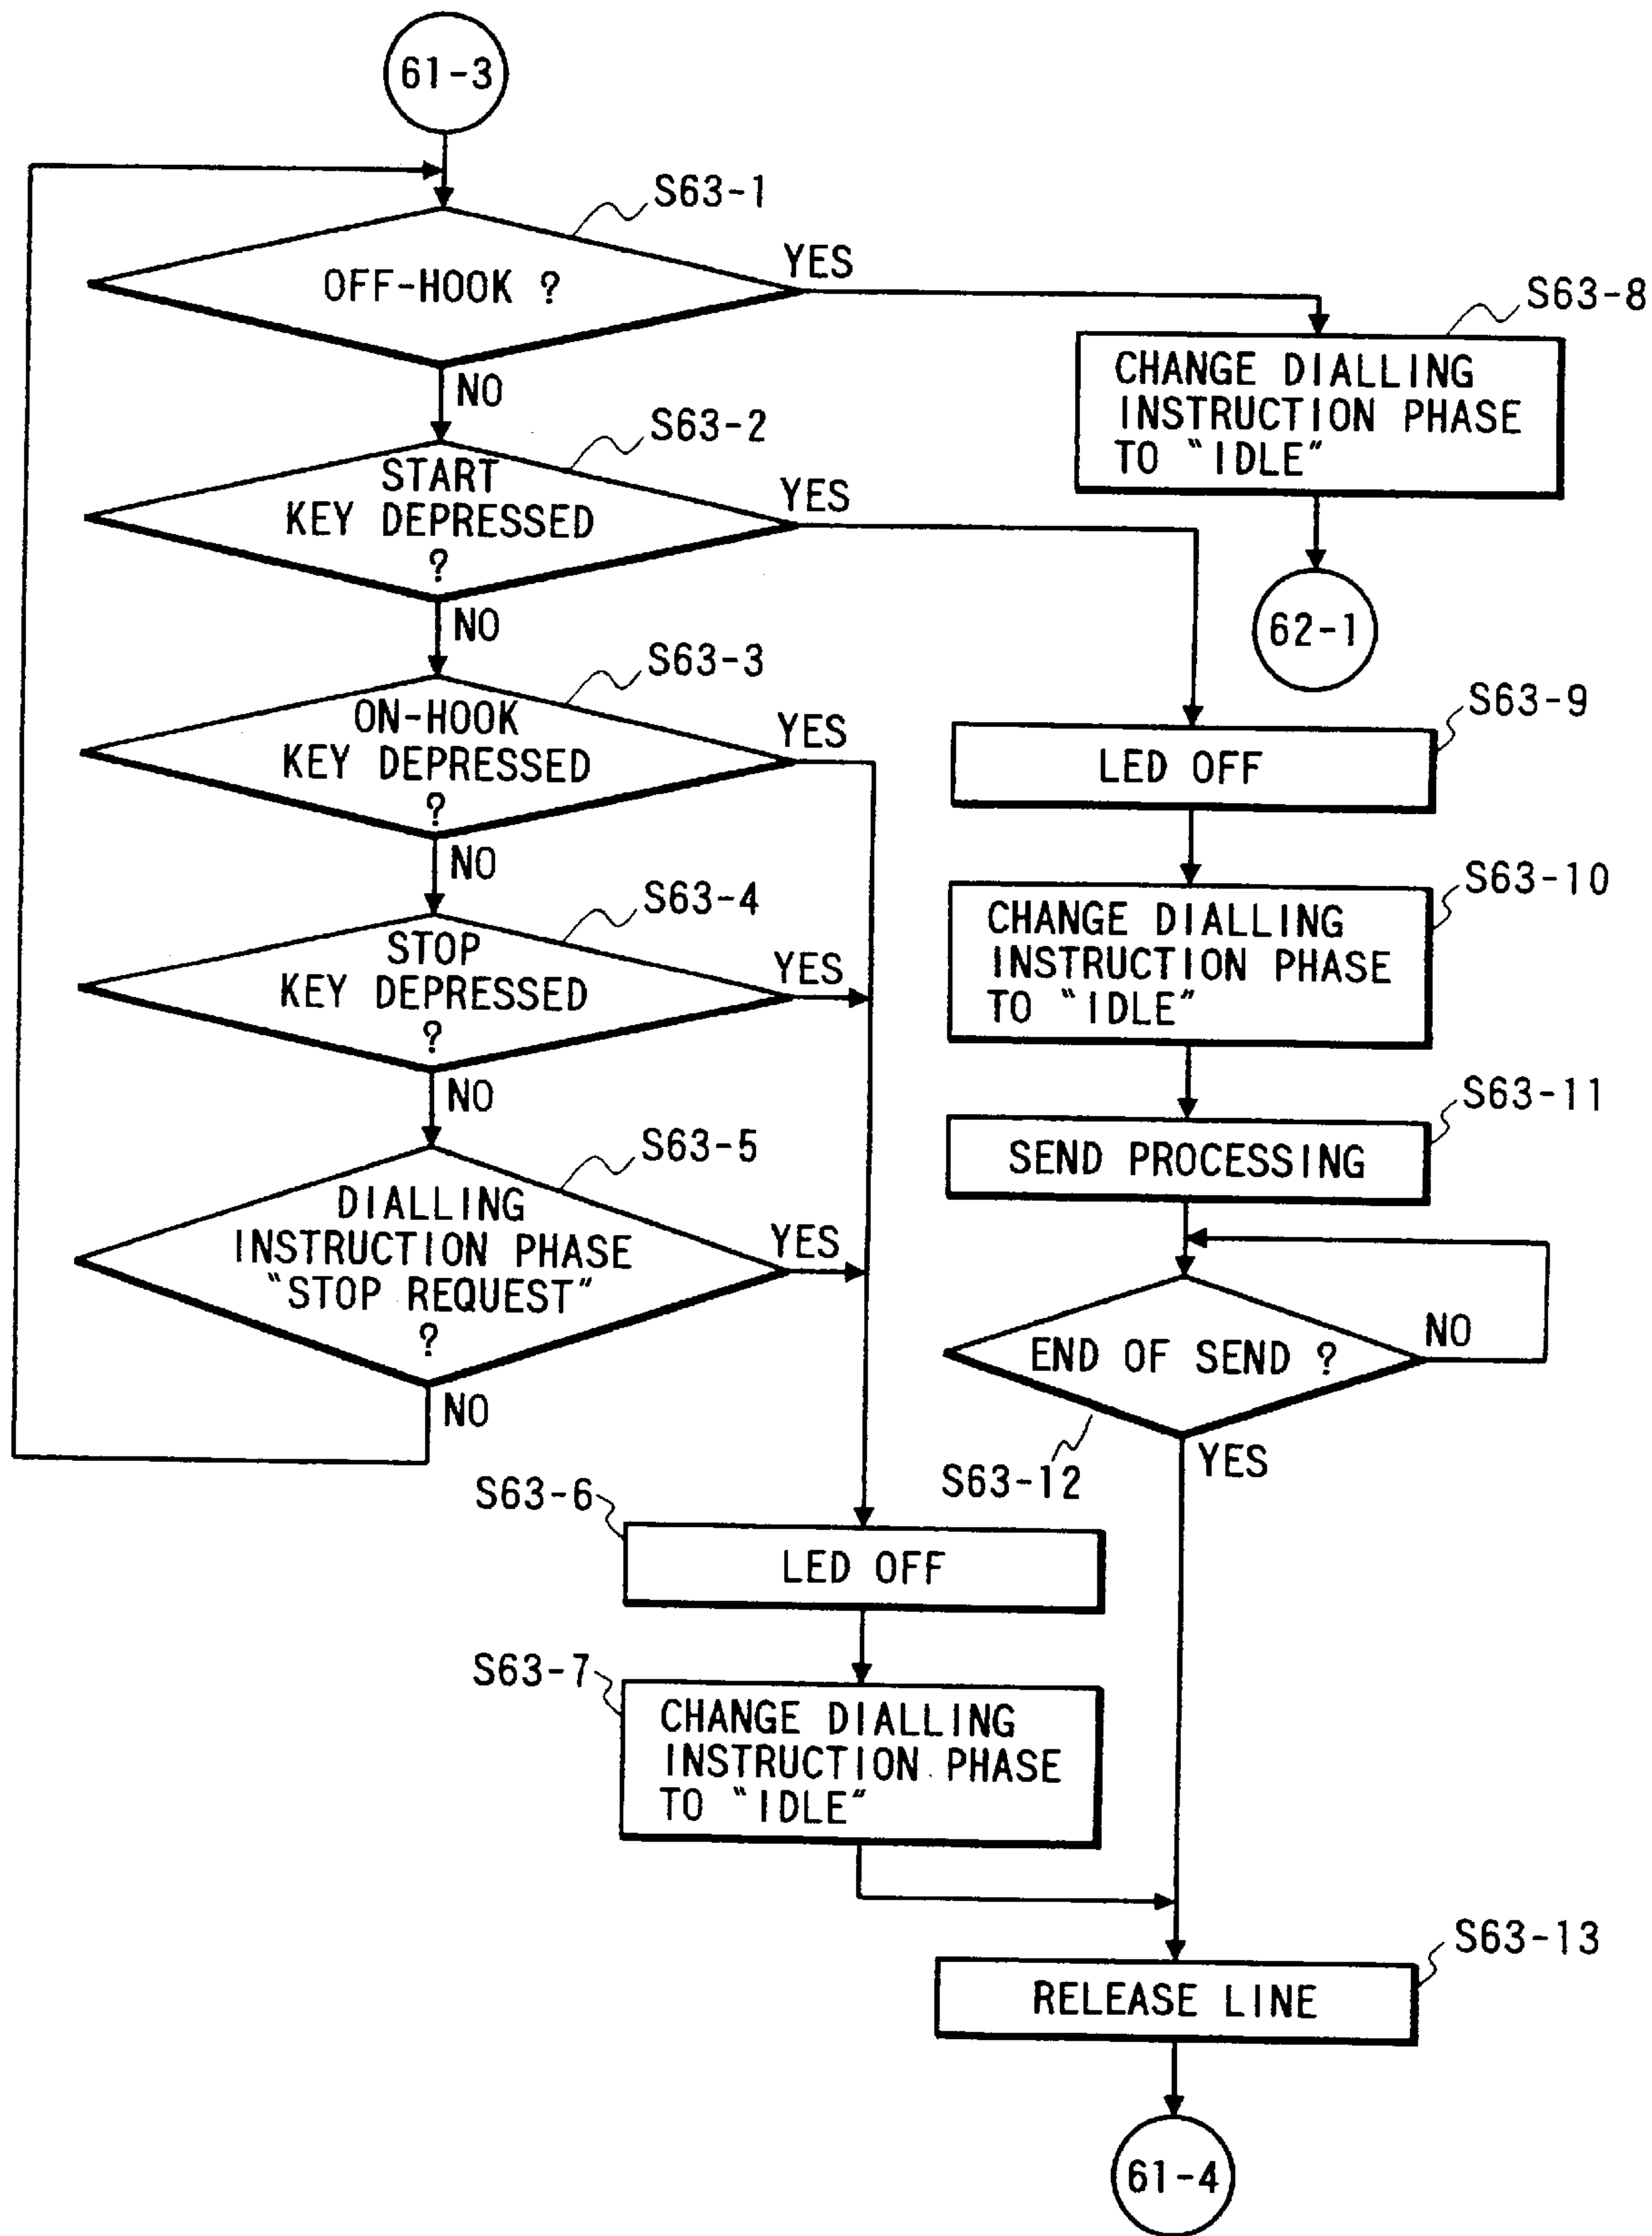 61-3
S63-1
OFF-HOOK ?
YES
NO
S63-8
CHANGE DIALLING
INSTRUCTION PHASE
TO "IDLE"
62-1
S63-2
START
KEY DEPRESSED
?
YES
NO
S63-3
ON-HOOK
KEY DEPRESSED
?
YES
NO
S63-9
LED OFF
S63-4
STOP
KEY DEPRESSED
?
YES
NO
S63-10
CHANGE DIALLING
INSTRUCTION PHASE
TO "IDLE"
S63-5
DIALLING
INSTRUCTION PHASE
"STOP REQUEST"
?
YES
NO
S63-11
SEND PROCESSING
END OF SEND ?
NO
S63-12
YES
S63-6
LED OFF
S63-7
CHANGE DIALLING
INSTRUCTION PHASE
TO "IDLE"
S63-13
RELEASE LINE
61-4